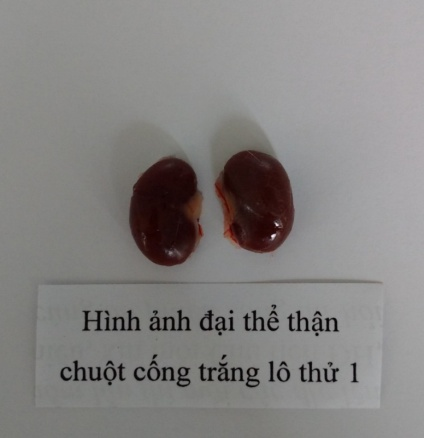 Hình ảnh đại thể thận
chuột cống trắng lô thử 1